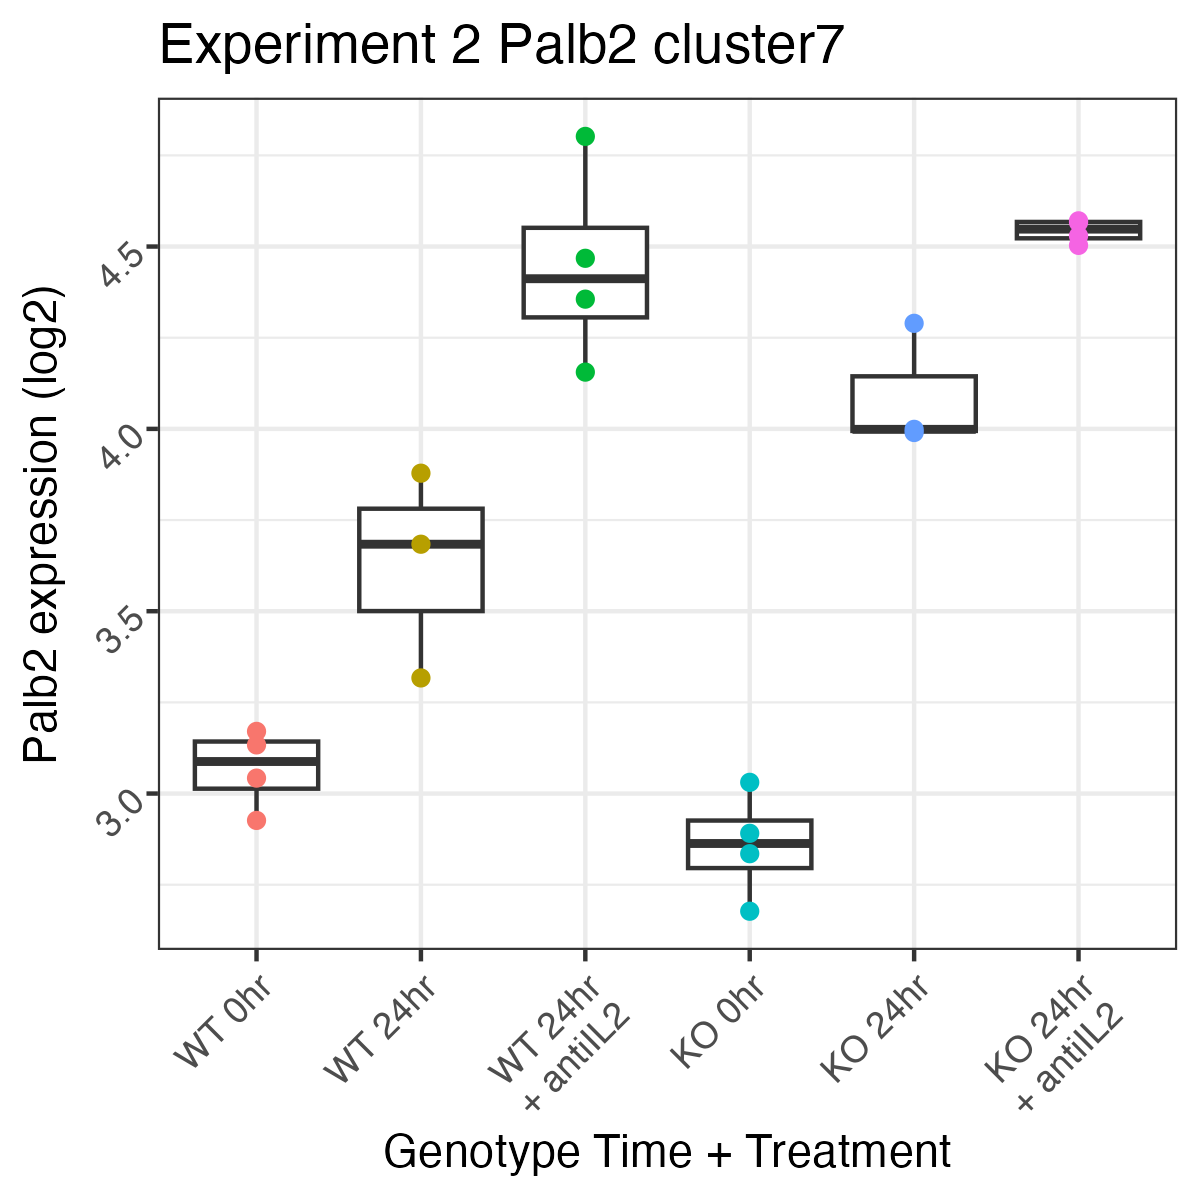 Experiment 2 Palb2 cluster7
Palb2 expression (log2)
4.5
4.0
3.5
3.0
WT 0hr
WT 24hr
WT 24hr
+ antiIL2
KO 0hr
KO 24hr
KO 24hr
+ antiIL2
Genotype Time + Treatment